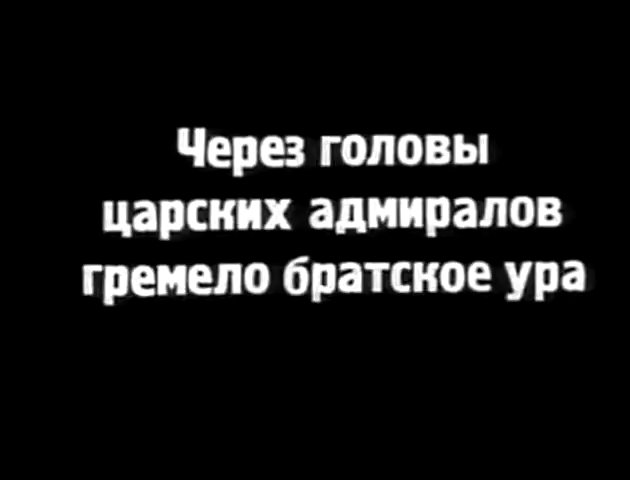 Через головы
царских адмиралов
гремело братское ура